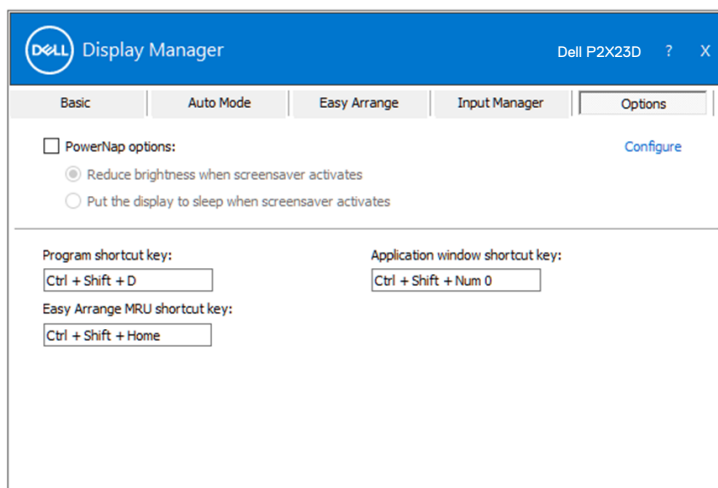 DELL Display Manager Dell P2X23D ? X
Basic Auto Mode Easy Arrange Input Manager Options
PowerNap options: Configure
Reduce brightness when screensaver activates
Put the display to sleep when screensaver activates
Program shortcut key: Application window shortcut key:
Ctrl + Shift + D Ctrl + Shift + Num 0
Easy Arrange MRU shortcut key:
Ctrl + Shift + Home